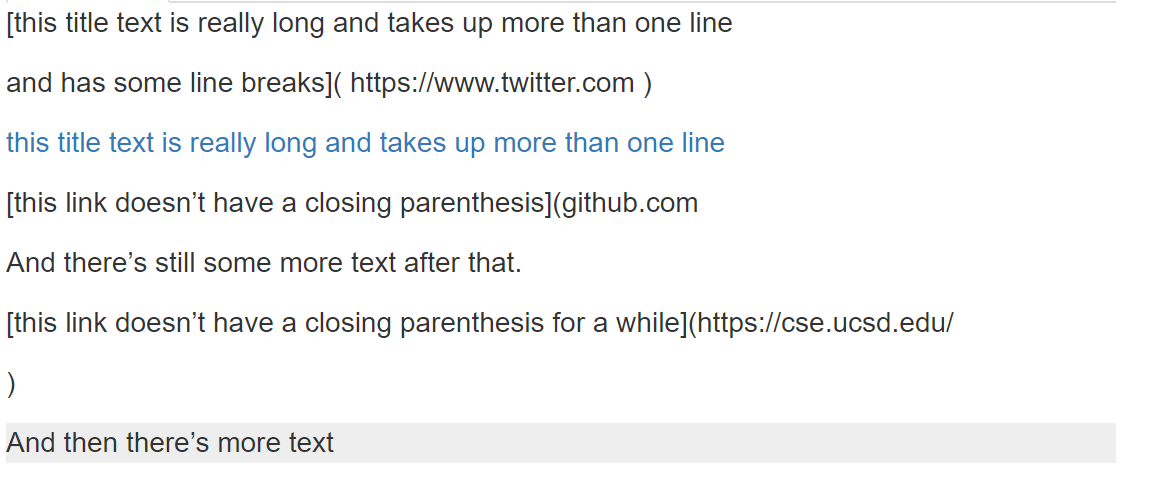 [this title text is really long and takes up more than one line
and has some line breaks]( https://www.twitter.com )
this title text is really long and takes up more than one line
[this link doesn’t have a closing parenthesis](github.com
And there’s still some more text after that.
[this link doesn’t have a closing parenthesis for a while](https://cse.ucsd.edu/
)
And then there’s more text